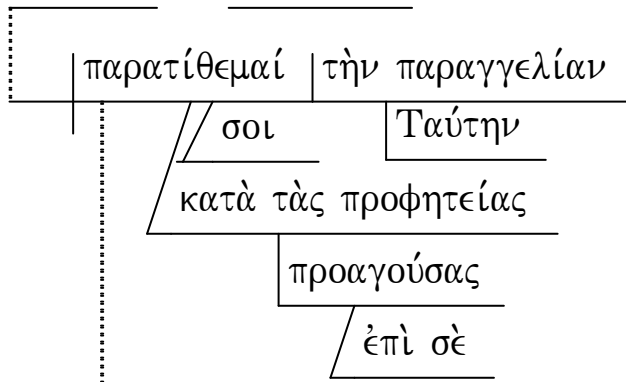 παρατίθεμαί τὴν παραγγελίαν
σοι Ταύτην
κατὰ τὰς προφητείας
προαγούσας
ἐπὶ σὲ